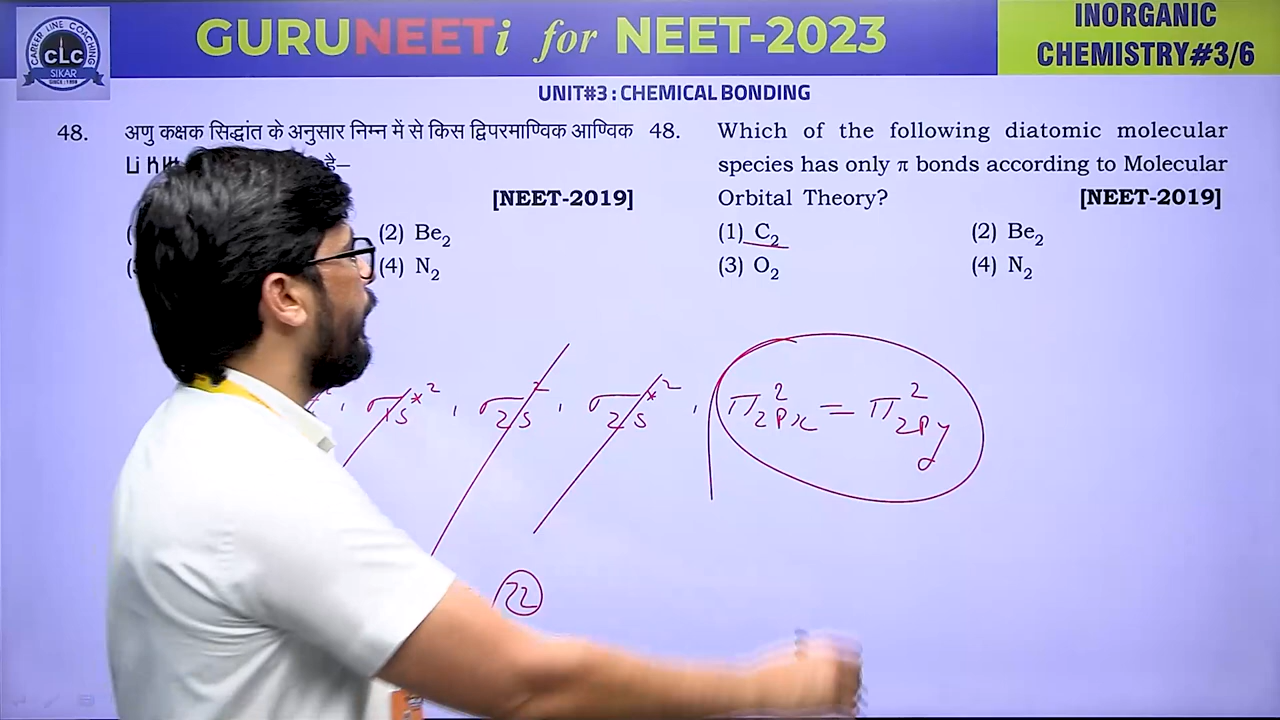 CAREER LINE COACHING
CLC
SIKAR
SINCE : 1996
GURUNEETi for NEET-2023
INORGANIC
CHEMISTRY#3/6
UNIT#3 : CHEMICAL BONDING
48. अणु कक्षक सिद्धांत के अनुसार निम्न में से किस द्विपरमाण्विक आण्विक
है–
[NEET-2019]
(2) Be₂
(4) N₂
48. Which of the following diatomic molecular
species has only π bonds according to Molecular
Orbital Theory?
[NEET-2019]
(1) C₂ (2) Be₂
(3) O₂ (4) N₂
, σ1s*², σ2s², σ2s*², π2px² = π2py²